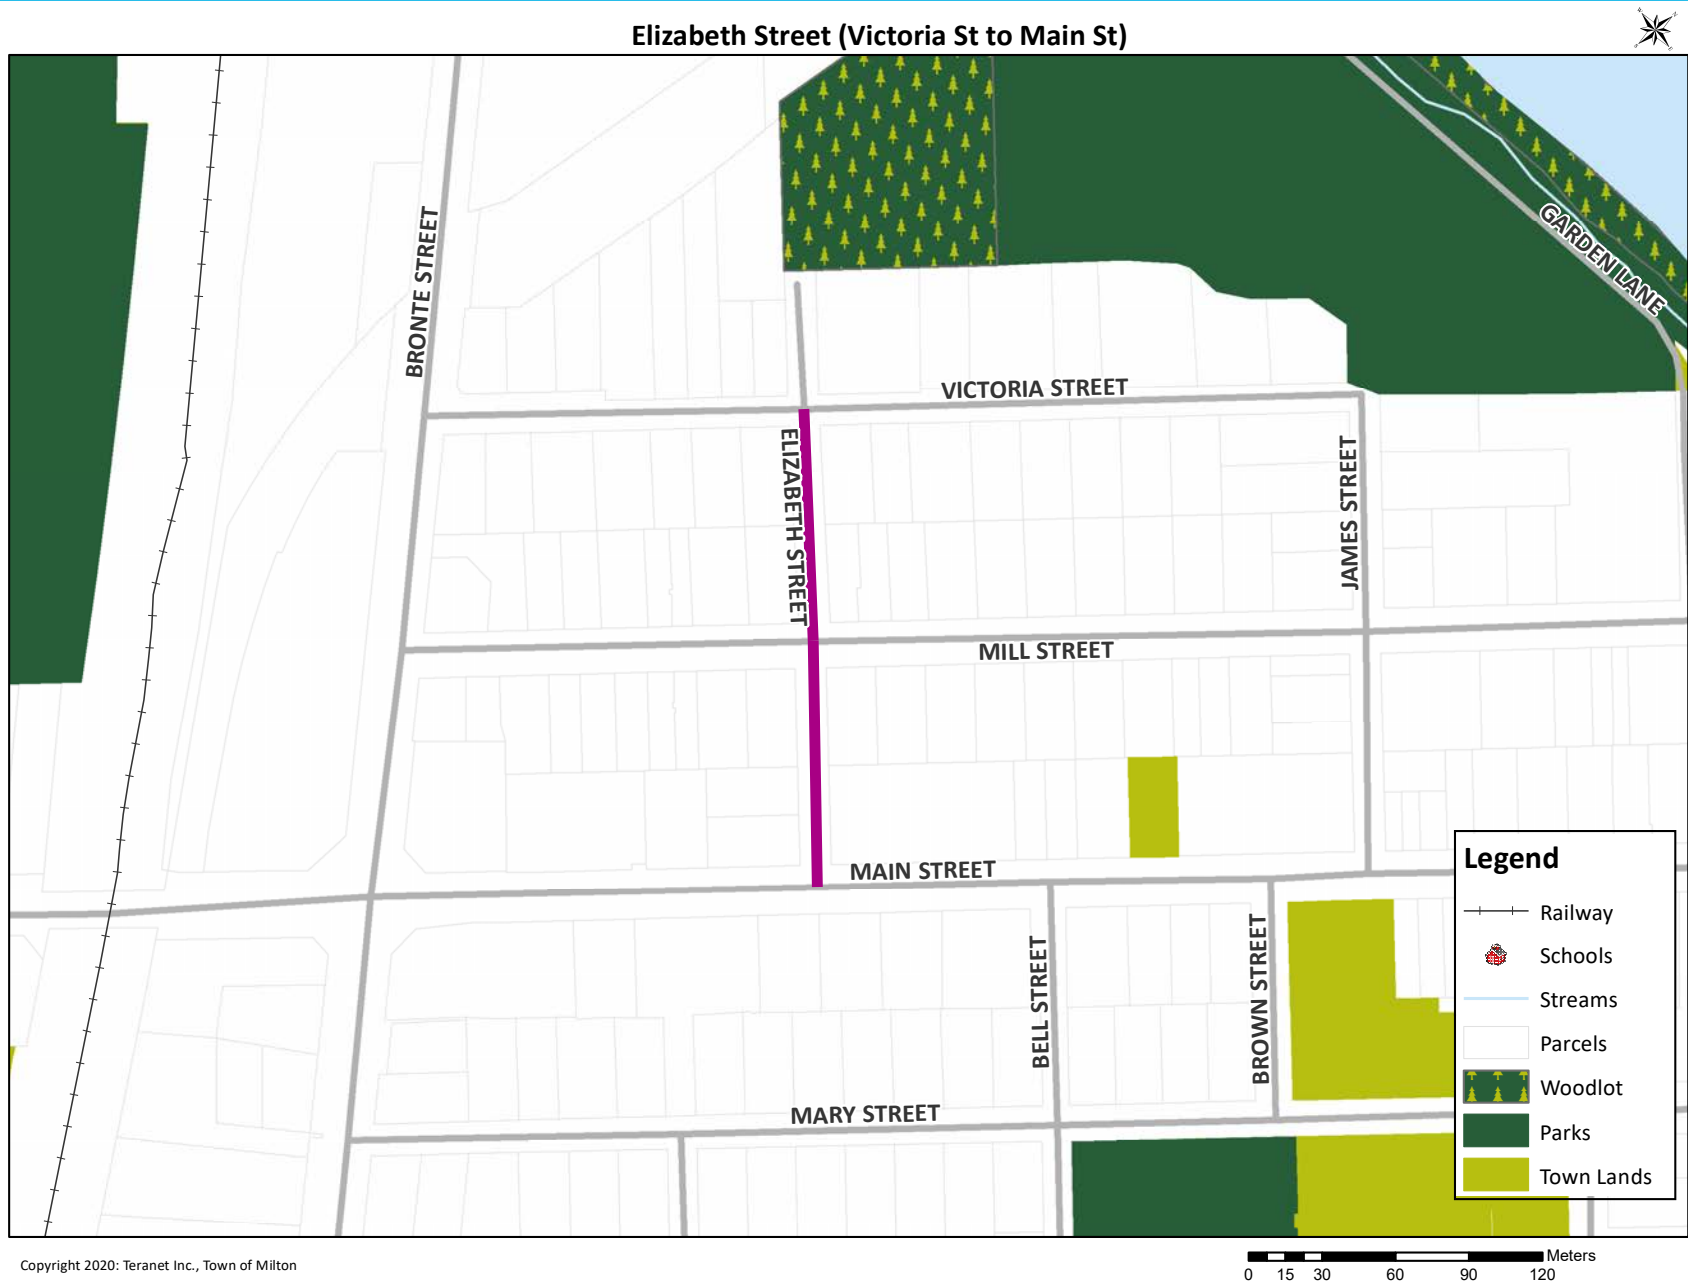 Elizabeth Street (Victoria St to Main St)
GARDEN LANE
BRONTE STREET
VICTORIA STREET
ELIZABETH STREET
JAMES STREET
MILL STREET
MAIN STREET
BELL STREET
BROWN STREET
MARY STREET
Legend
Railway
Schools
Streams
Parcels
Woodlot
Parks
Town Lands
Copyright 2020: Teranet Inc., Town of Milton
Meters
0 15 30 60 90 120